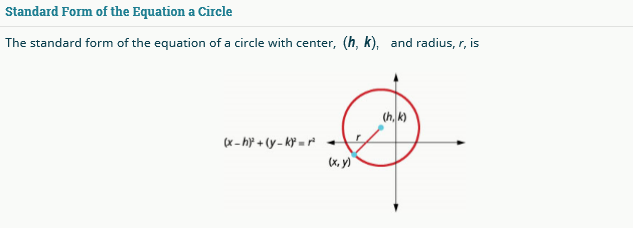 Standard Form of the Equation a Circle
The standard form of the equation of a circle with center, (h, k), and radius, r, is
(h, k)
(x – h)² + (y – k)² = r²
r
(x, y)